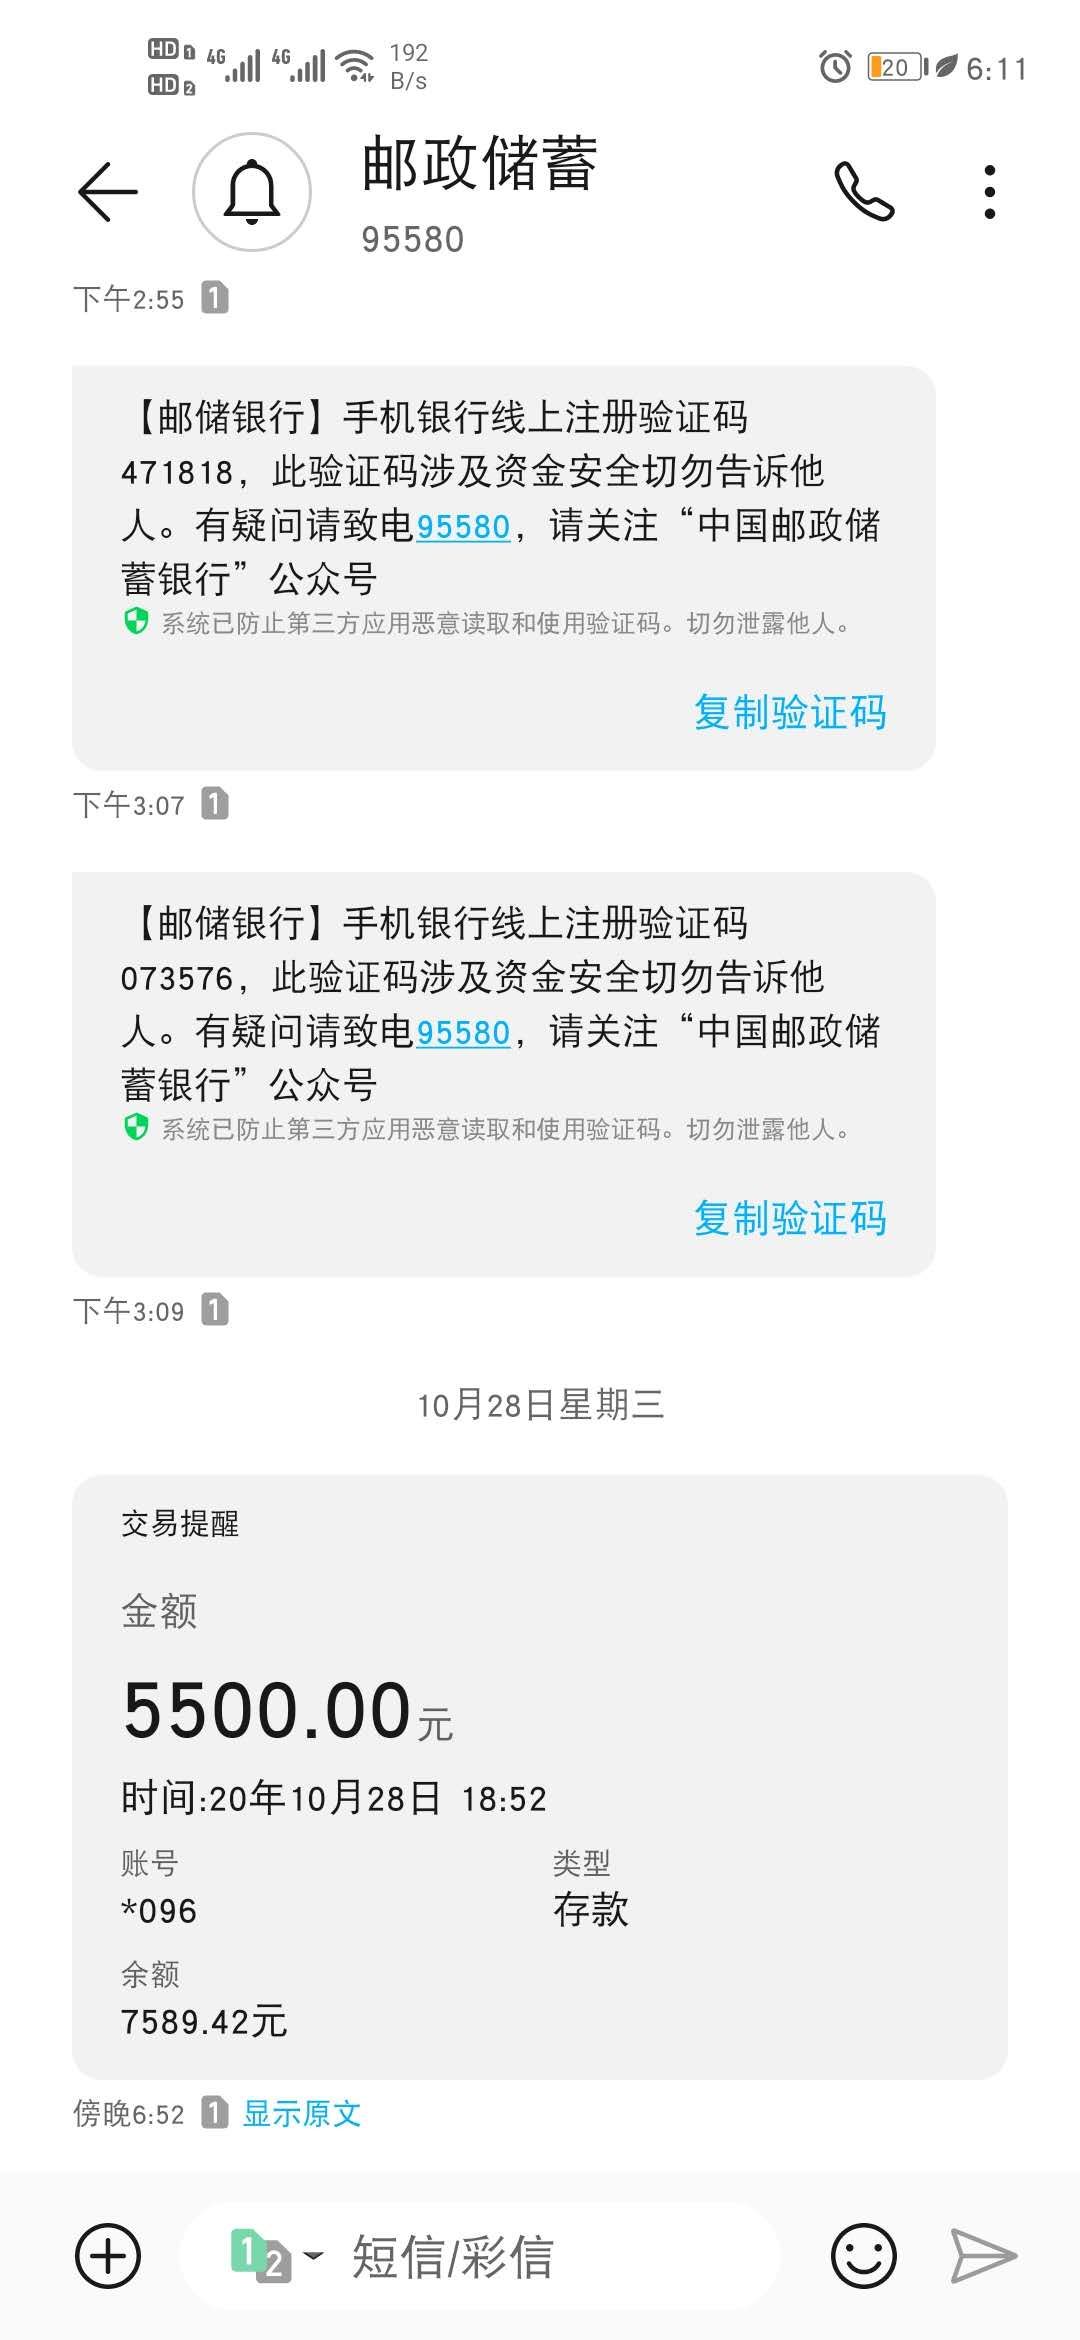 HD 1 4G 4G 192 20 6:11
HD 2 B/s
邮政储蓄
95580
下午2:55 1
【邮储银行】手机银行线上注册验证码
471818，此验证码涉及资金安全切勿告诉他
人。有疑问请致电95580，请关注“中国邮政储
蓄银行”公众号
系统已防止第三方应用恶意读取和使用验证码。切勿泄露他人。
复制验证码
下午3:07 1
【邮储银行】手机银行线上注册验证码
073576，此验证码涉及资金安全切勿告诉他
人。有疑问请致电95580，请关注“中国邮政储
蓄银行”公众号
系统已防止第三方应用恶意读取和使用验证码。切勿泄露他人。
复制验证码
下午3:09 1
10月28日星期三
交易提醒
金额
5500.00元
时间:20年10月28日 18:52
账号 类型
*096 存款
余额
7589.42元
傍晚6:52 1 显示原文
1 2 短信/彩信